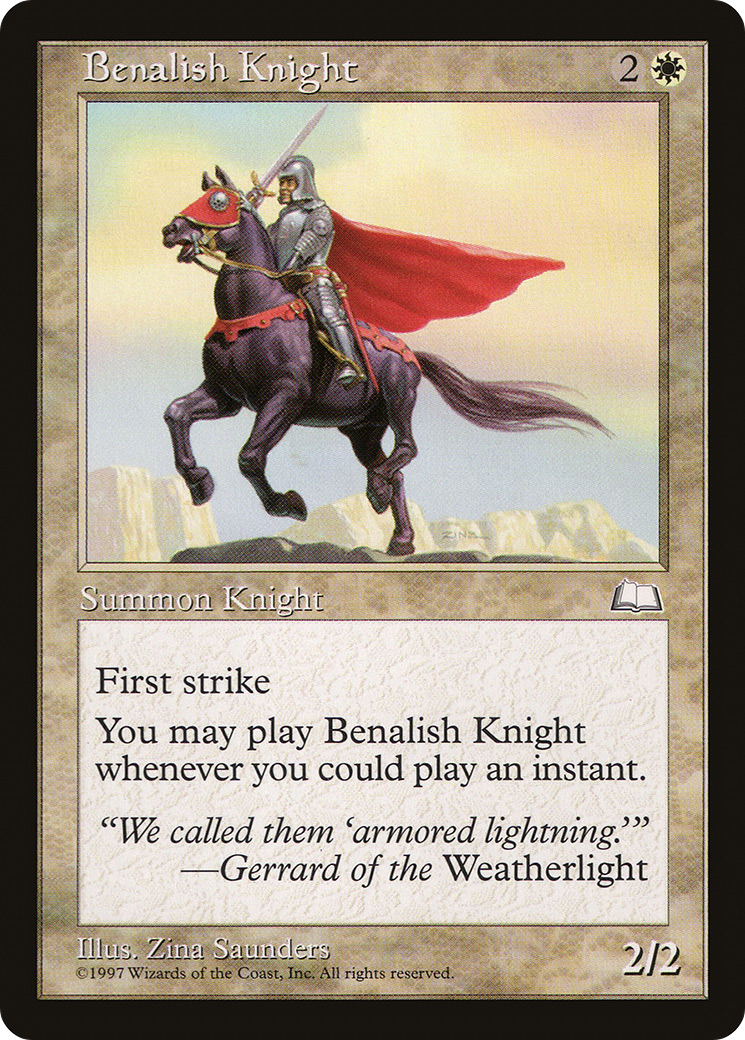 Benalish Knight 2
ZINA
Summon Knight
First strike
You may play Benalish Knight
whenever you could play an instant.
“We called them ‘armored lightning.’”
—Gerrard of the Weatherlight
Illus. Zina Saunders
©1997 Wizards of the Coast, Inc. All rights reserved.
2/2